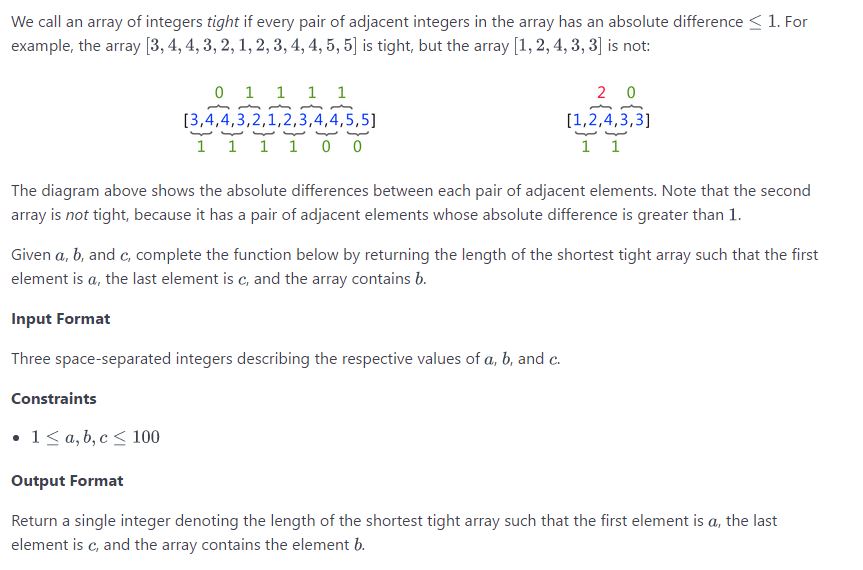 We call an array of integers tight if every pair of adjacent integers in the array has an absolute difference ≤ 1. For
example, the array [3, 4, 4, 3, 2, 1, 2, 3, 4, 4, 5, 5] is tight, but the array [1, 2, 4, 3, 3] is not:
0 1 1 1 1 2 0
[3,4,4,3,2,1,2,3,4,4,5,5] [1,2,4,3,3]
1 1 1 1 0 0 1 1
The diagram above shows the absolute differences between each pair of adjacent elements. Note that the second
array is not tight, because it has a pair of adjacent elements whose absolute difference is greater than 1.
Given a, b, and c, complete the function below by returning the length of the shortest tight array such that the first
element is a, the last element is c, and the array contains b.
Input Format
Three space-separated integers describing the respective values of a, b, and c.
Constraints
• 1 ≤ a, b, c ≤ 100
Output Format
Return a single integer denoting the length of the shortest tight array such that the first element is a, the last
element is c, and the array contains the element b.